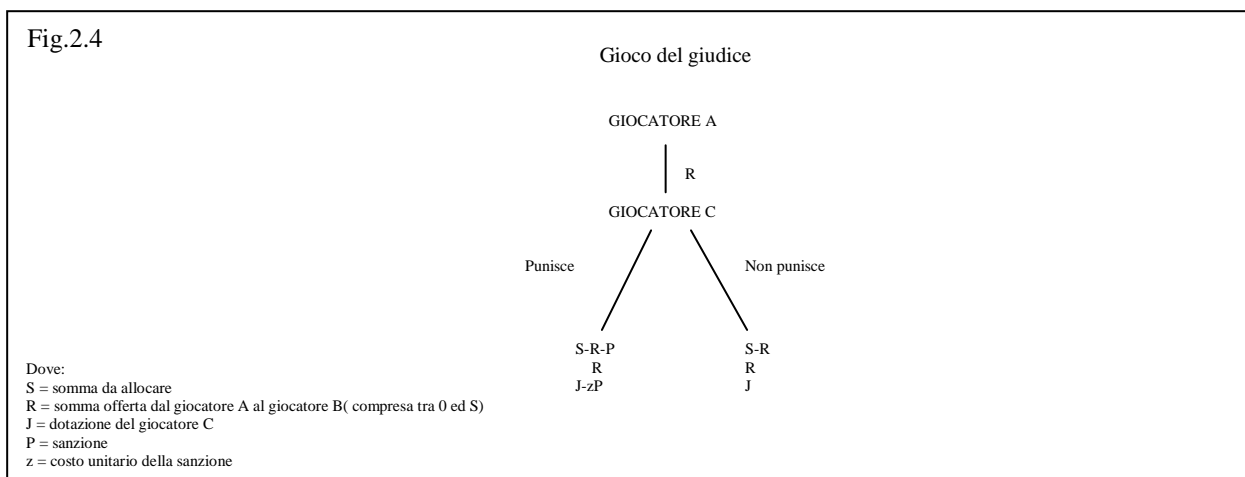 Fig.2.4
Gioco del giudice
GIOCATORE A
R
GIOCATORE C
Punisce
Non punisce
S-R-P
R
J-zP
S-R
R
J
Dove:
S = somma da allocare
R = somma offerta dal giocatore A al giocatore B( compresa tra 0 ed S)
J = dotazione del giocatore C
P = sanzione
z = costo unitario della sanzione